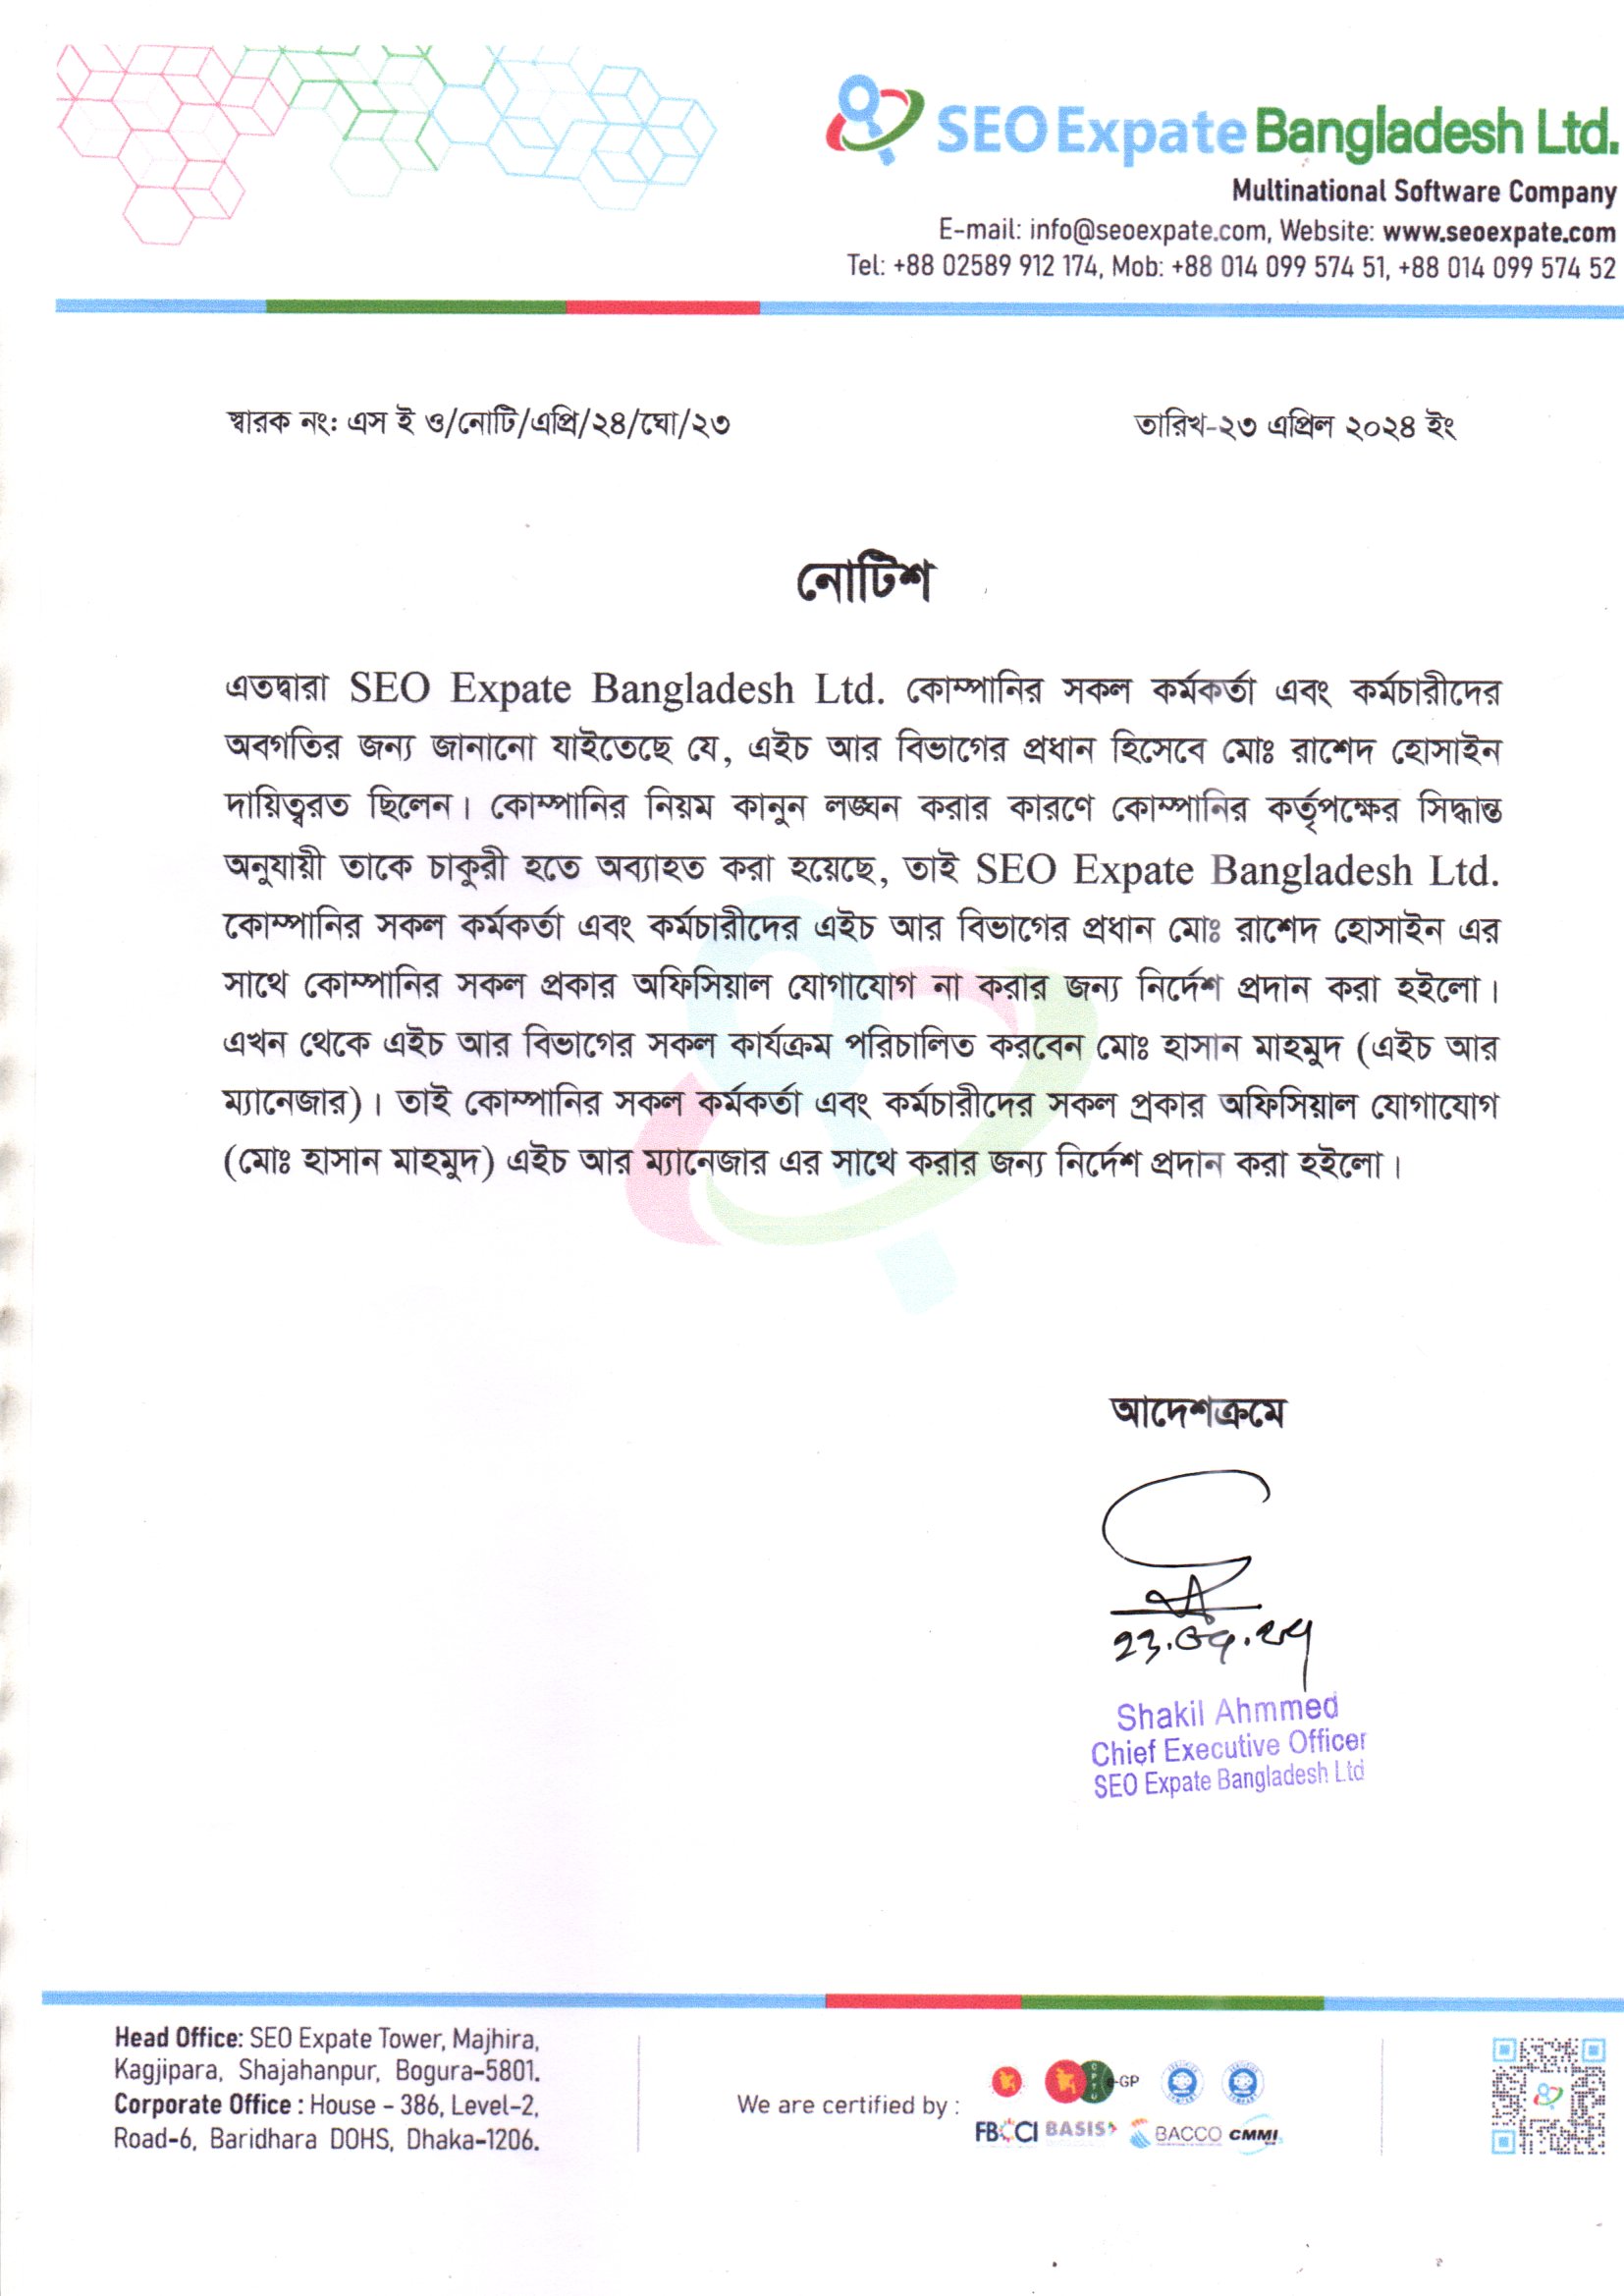 SEO Expate Bangladesh Ltd.
Multinational Software Company
E-mail: info@seoexpate.com, Website: www.seoexpate.com
Tel: +88 02589 912 174, Mob: +88 014 099 574 51, +88 014 099 574 52
স্বারক নং: এস ই ও/নোটি/এপ্রি/২৪/ঘো/২৩
তারিখ-২৩ এপ্রিল ২০২৪ ইং
নোটিশ
এতদ্বারা SEO Expate Bangladesh Ltd. কোম্পানির সকল কর্মকর্তা এবং কর্মচারীদের
অবগতির জন্য জানানো যাইতেছে যে, এইচ আর বিভাগের প্রধান হিসেবে মোঃ রাশেদ হোসাইন
দায়িত্বরত ছিলেন। কোম্পানির নিয়ম কানুন লঙ্ঘন করার কারণে কোম্পানির কর্তৃপক্ষের সিদ্ধান্ত
অনুযায়ী তাকে চাকুরী হতে অব্যাহত করা হয়েছে, তাই SEO Expate Bangladesh Ltd.
কোম্পানির সকল কর্মকর্তা এবং কর্মচারীদের এইচ আর বিভাগের প্রধান মোঃ রাশেদ হোসাইন এর
সাথে কোম্পানির সকল প্রকার অফিসিয়াল যোগাযোগ না করার জন্য নির্দেশ প্রদান করা হইলো।
এখন থেকে এইচ আর বিভাগের সকল কার্যক্রম পরিচালিত করবেন মোঃ হাসান মাহমুদ (এইচ আর
ম্যানেজার)। তাই কোম্পানির সকল কর্মকর্তা এবং কর্মচারীদের সকল প্রকার অফিসিয়াল যোগাযোগ
(মোঃ হাসান মাহমুদ) এইচ আর ম্যানেজার এর সাথে করার জন্য নির্দেশ প্রদান করা হইলো।
আদেশক্রমে
23.04.24
Shakil Ahmmed
Chief Executive Officer
SEO Expate Bangladesh Ltd
Head Office: SEO Expate Tower, Majhira,
Kagjipara, Shajahanpur, Bogura-5801.
Corporate Office : House - 386, Level-2,
Road-6, Baridhara DOHS, Dhaka-1206.
We are certified by :
e-GP
FBCCI BASIS BACCO CMMI